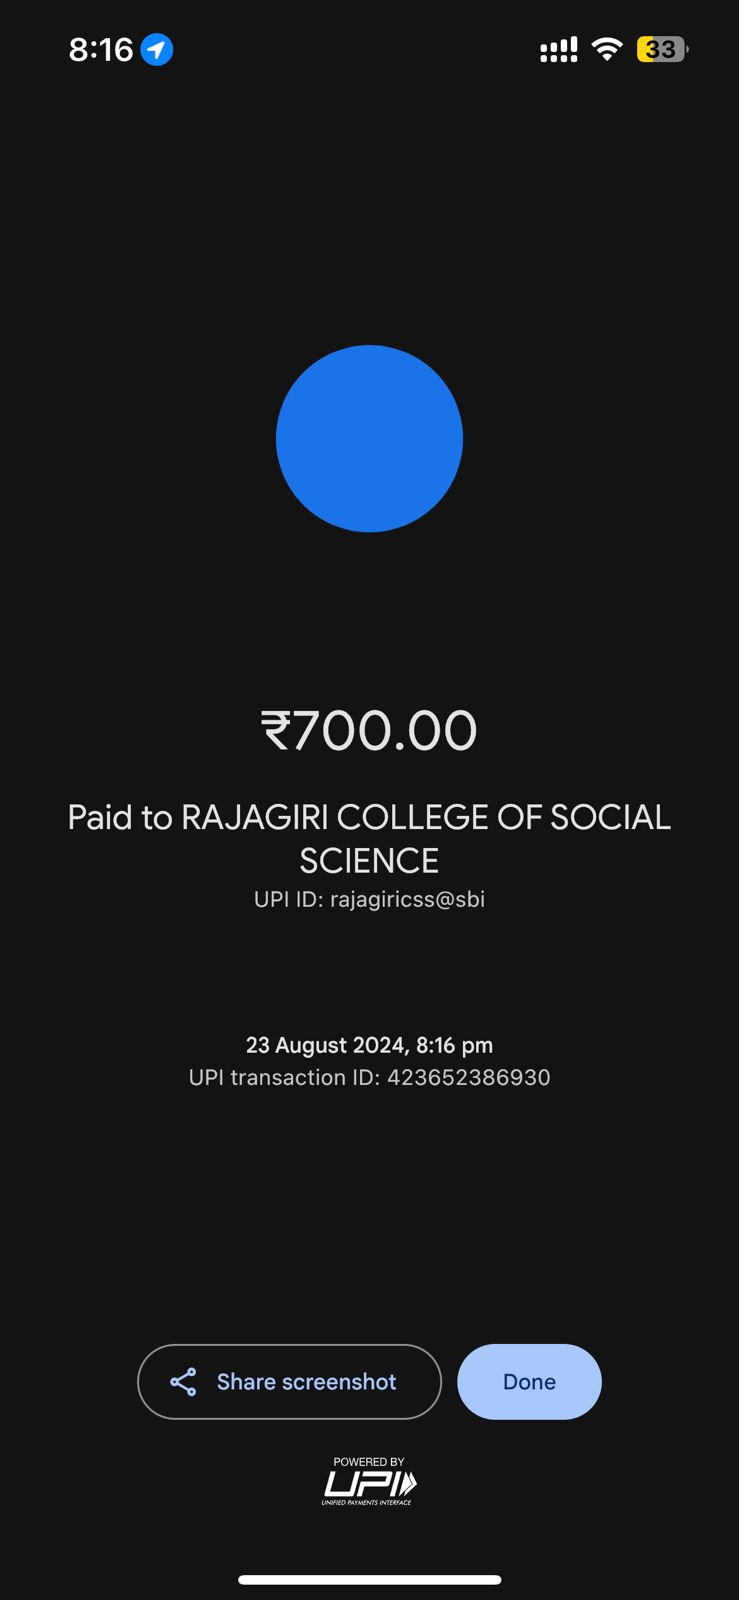 8:16
33
₹700.00
Paid to RAJAGIRI COLLEGE OF SOCIAL
SCIENCE
UPI ID: rajagiricss@sbi
23 August 2024, 8:16 pm
UPI transaction ID: 423652386930
Share screenshot
Done
POWERED BY
UPI
UNIFIED PAYMENTS INTERFACE